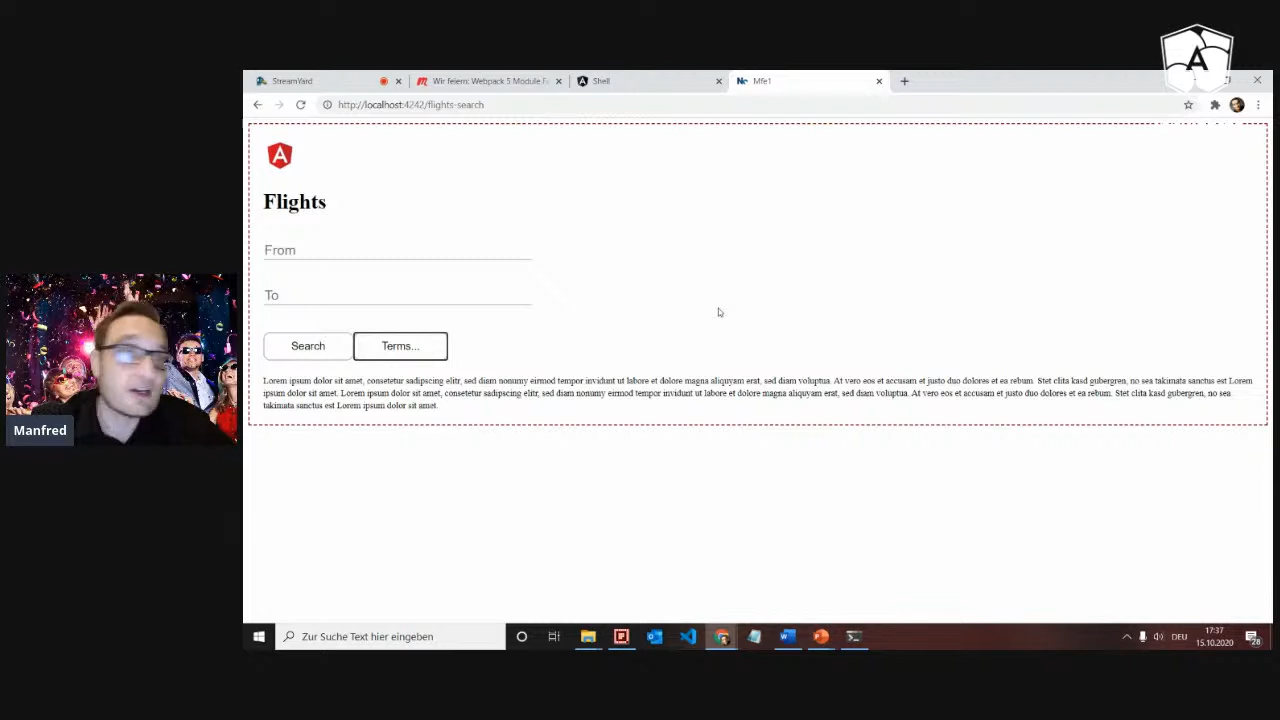 A
StreamYard
Wir feiern: Webpack 5 Module Fe
Shell
Mfe1
http://localhost:4242/flights-search
A
Flights
From
To
Search
Terms...
Lorem ipsum dolor sit amet, consetetur sadipscing elitr, sed diam nonumy eirmod tempor invidunt ut labore et dolore magna aliquyam erat, sed diam voluptua. At vero eos et accusam et justo duo dolores et ea rebum. Stet clita kasd gubergren, no sea takimata sanctus est Lorem
ipsum dolor sit amet. Lorem ipsum dolor sit amet, consetetur sadipscing elitr, sed diam nonumy eirmod tempor invidunt ut labore et dolore magna aliquyam erat, sed diam voluptua. At vero eos et accusam et justo duo dolores et ea rebum. Stet clita kasd gubergren, no sea
takimata sanctus est Lorem ipsum dolor sit amet.
Manfred
Zur Suche Text hier eingeben
DEU
17:37
15.10.2020
28